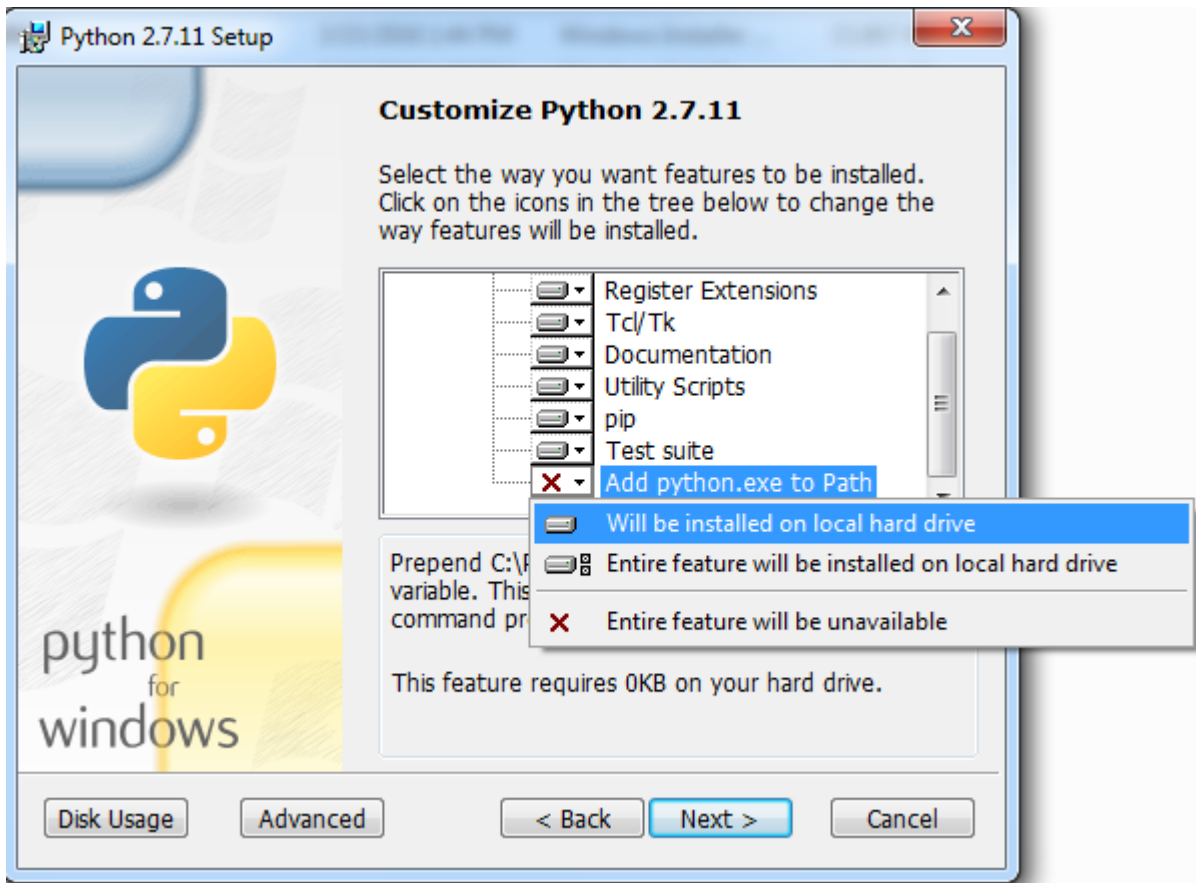 Python 2.7.11 Setup
Customize Python 2.7.11
Select the way you want features to be installed.
Click on the icons in the tree below to change the
way features will be installed.
Register Extensions
Tcl/Tk
Documentation
Utility Scripts
pip
Test suite
Add python.exe to Path
Will be installed on local hard drive
Entire feature will be installed on local hard drive
Entire feature will be unavailable
Prepend C:\
variable. This
command
This feature requires 0KB on your hard drive.
python
for
windows
Disk Usage
Advanced
< Back
Next >
Cancel